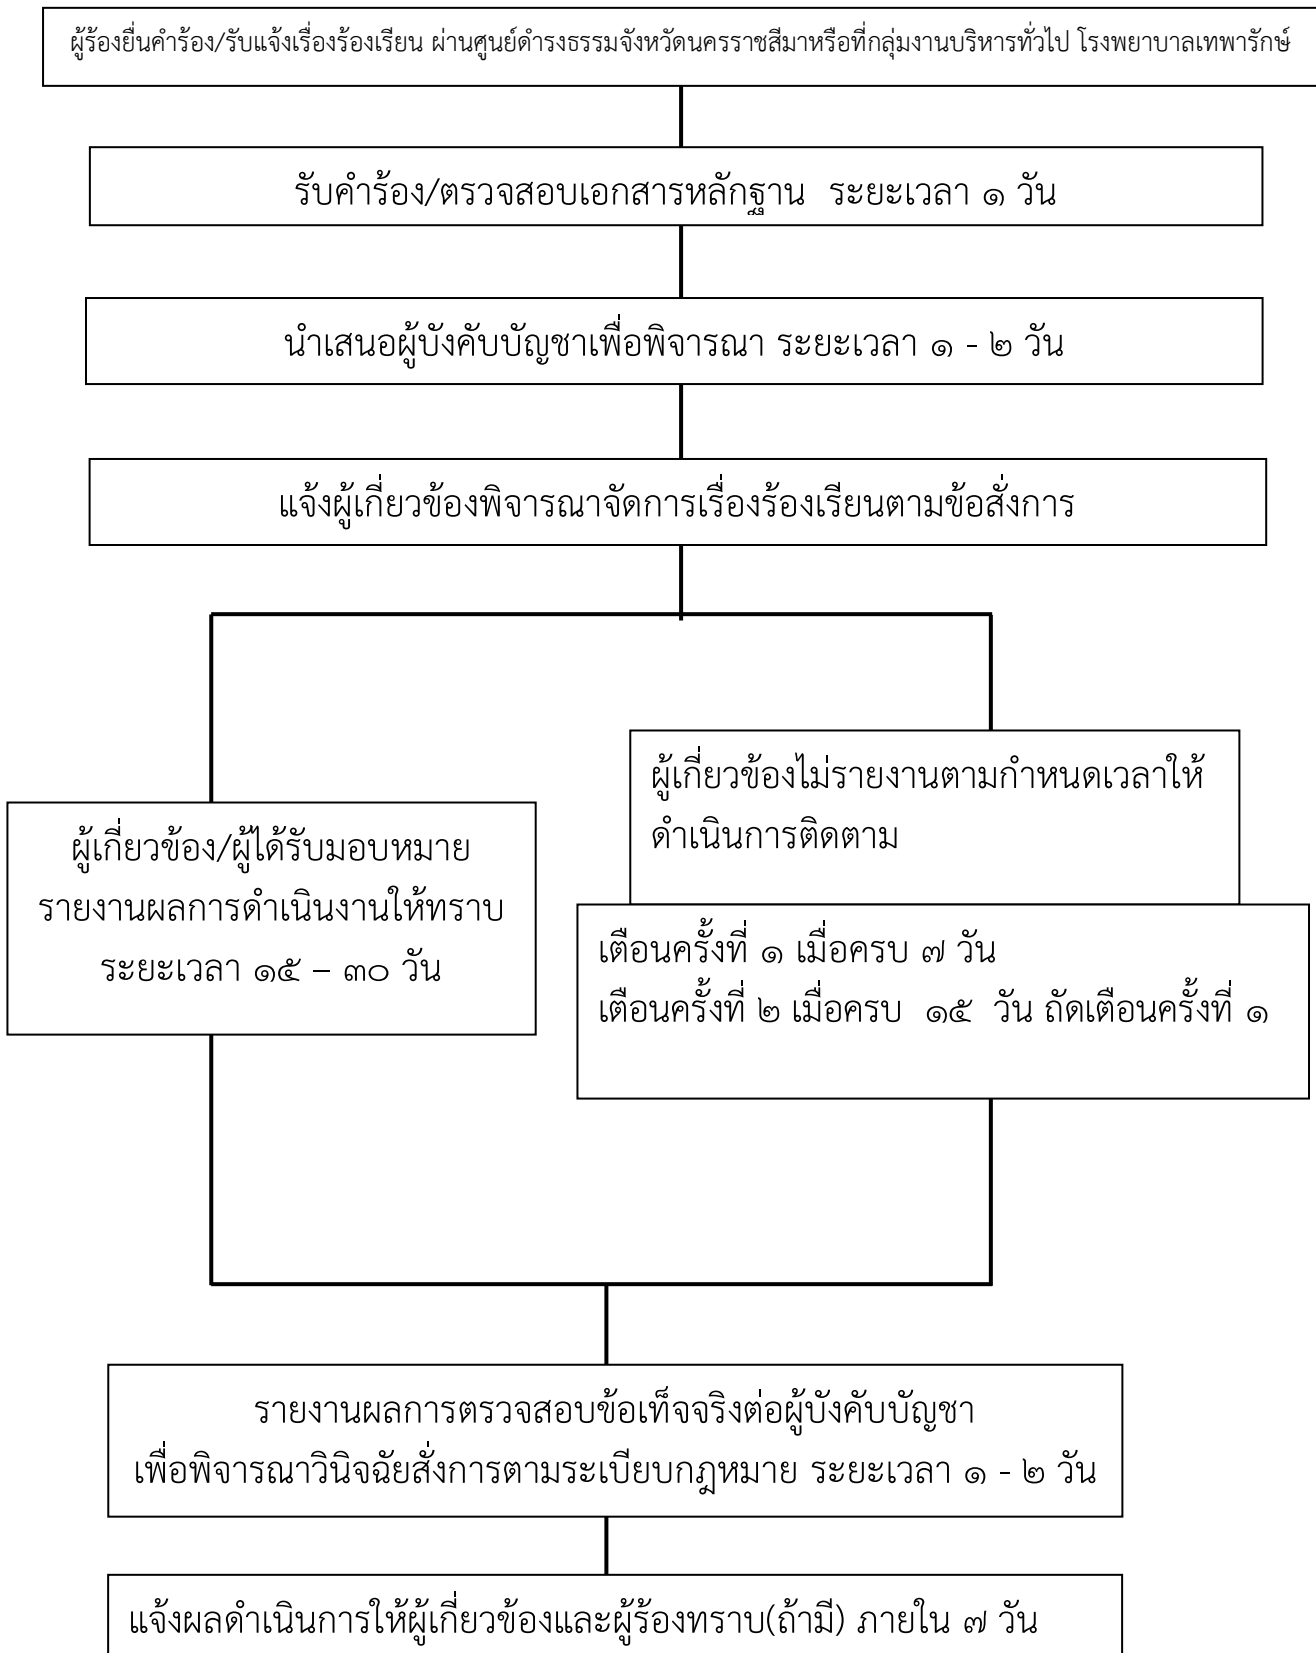 ผู้ร้องยื่นคำร้อง/รับแจ้งเรื่องร้องเรียน ผ่านศูนย์ดำรงธรรมจังหวัดนครราชสีมาหรือที่กลุ่มงานบริหารทั่วไป โรงพยาบาลเทพารักษ์
รับคำร้อง/ตรวจสอบเอกสารหลักฐาน ระยะเวลา ๑ วัน
นำเสนอผู้บังคับบัญชาเพื่อพิจารณา ระยะเวลา ๑ - ๒ วัน
แจ้งผู้เกี่ยวข้องพิจารณาจัดการเรื่องร้องเรียนตามข้อสั่งการ
ผู้เกี่ยวข้อง/ผู้ได้รับมอบหมาย
รายงานผลการดำเนินงานให้ทราบ
ระยะเวลา ๑๕ – ๓๐ วัน
ผู้เกี่ยวข้องไม่รายงานตามกำหนดเวลาให้
ดำเนินการติดตาม
เตือนครั้งที่ ๑ เมื่อครบ ๗ วัน
เตือนครั้งที่ ๒ เมื่อครบ ๑๕ วัน ถัดเตือนครั้งที่ ๑
รายงานผลการตรวจสอบข้อเท็จจริงต่อผู้บังคับบัญชา
เพื่อพิจารณาวินิจฉัยสั่งการตามระเบียบกฎหมาย ระยะเวลา ๑ - ๒ วัน
แจ้งผลดำเนินการให้ผู้เกี่ยวข้องและผู้ร้องทราบ(ถ้ามี) ภายใน ๗ วัน